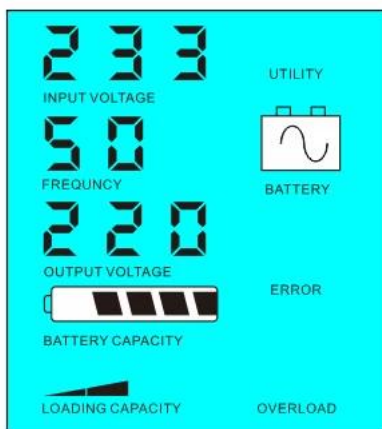 233
UTILITY
INPUT VOLTAGE
50
FREQUNCY
BATTERY
220
OUTPUT VOLTAGE
ERROR
BATTERY CAPACITY
LOADING CAPACITY
OVERLOAD